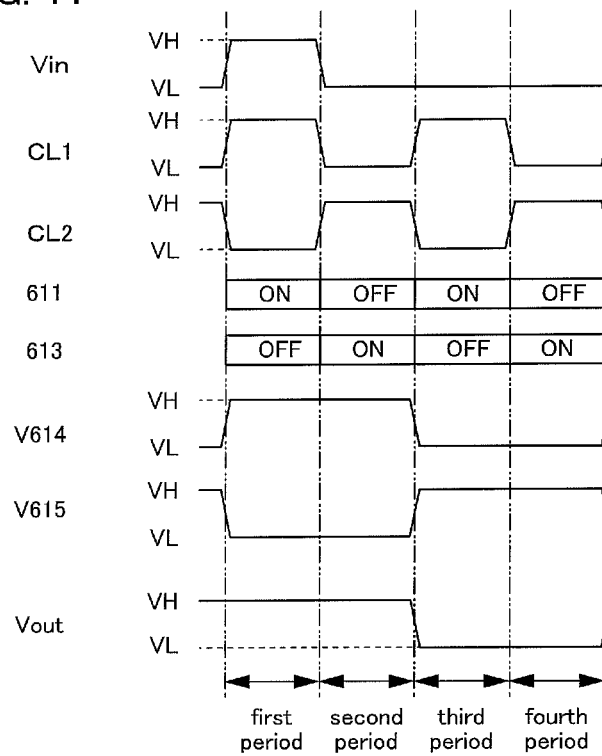 Vin
VH
VL
CL1
VH
VL
CL2
VH
VL
611 ON OFF ON OFF
613 OFF ON OFF ON
V614
VH
VL
V615
VH
VL
Vout
VH
VL
first period
second period
third period
fourth period